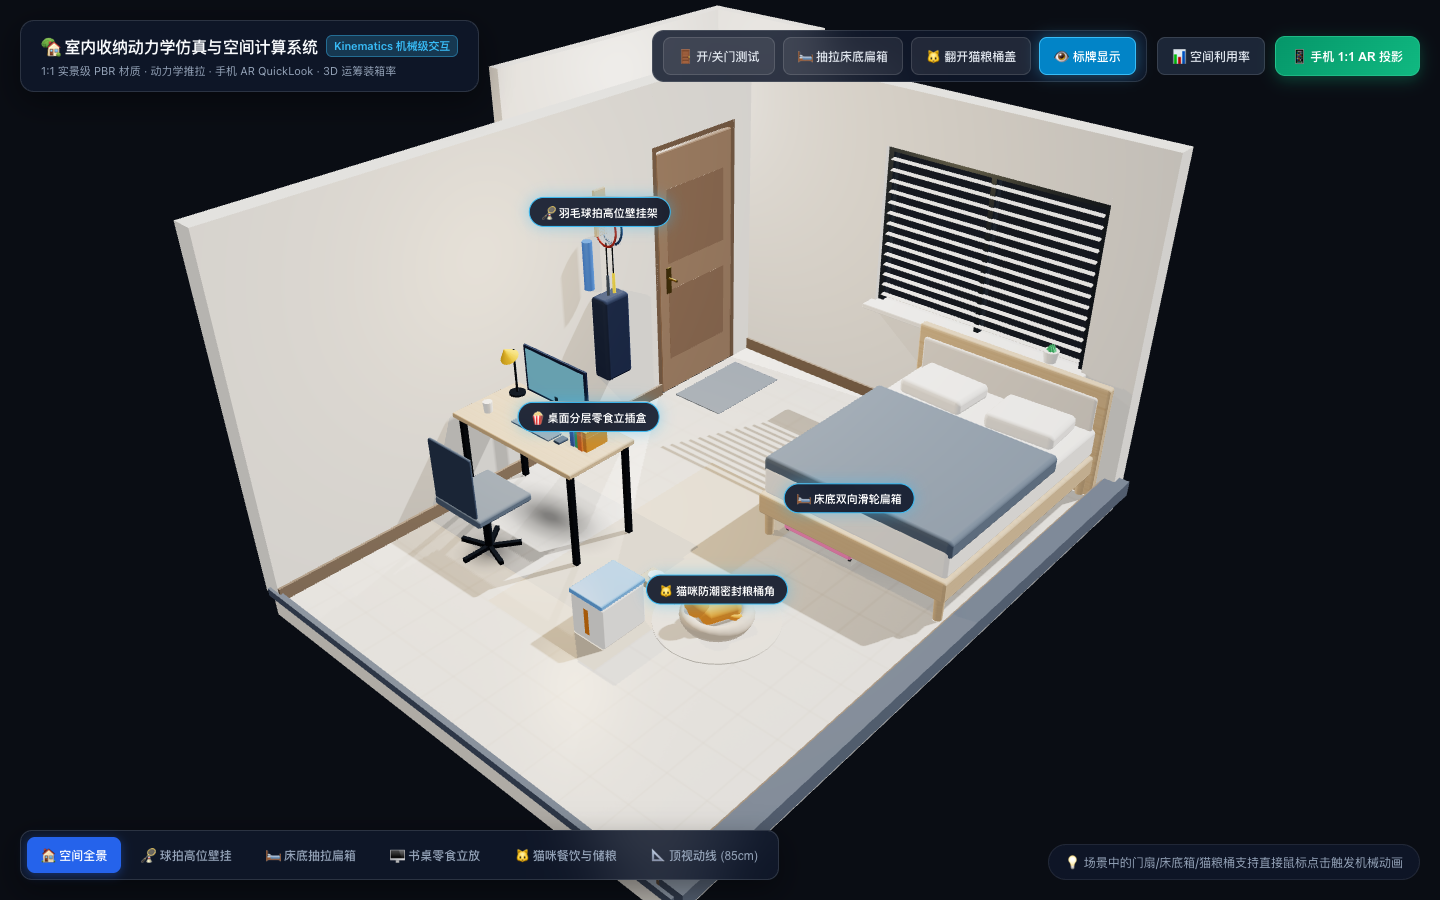 室内收纳动力学仿真与空间计算系统
Kinematics 机械级交互
1:1 实景级 PBR 材质 · 动力学推拉 · 手机 AR QuickLook · 3D 运筹装箱率
开/关门测试
抽拉床底扁箱
翻开猫粮桶盖
标牌显示
空间利用率
手机 1:1 AR 投影
羽毛球拍高位壁挂架
桌面分层零食立插盒
床底双向滑轮扁箱
猫咪防潮密封粮桶角
空间全景
球拍高位壁挂
床底抽拉扁箱
书桌零食立放
猫咪餐饮与储粮
顶视动线 (85cm)
场景中的门扇/床底箱/猫粮桶支持直接鼠标点击触发机械动画